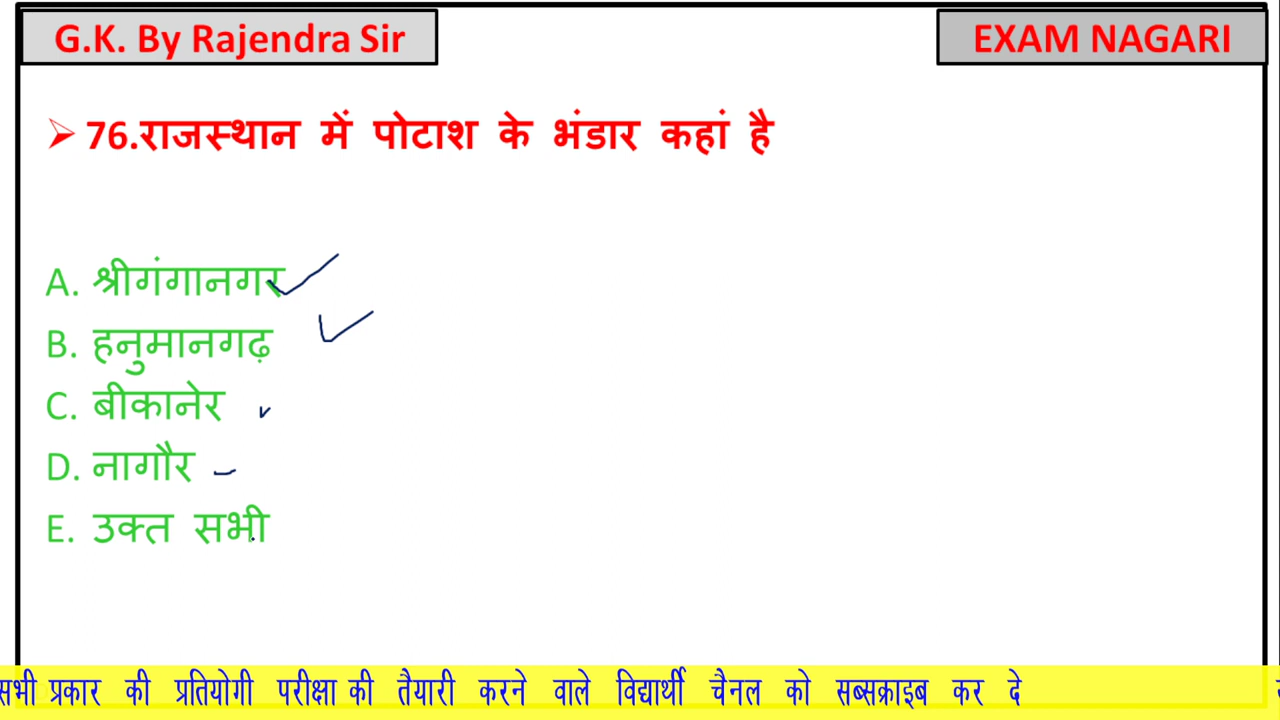 G.K. By Rajendra Sir
EXAM NAGARI
76.राजस्थान में पोटाश के भंडार कहां है
A. श्रीगंगानगर
B. हनुमानगढ़
C. बीकानेर
D. नागौर
E. उक्त सभी
सभी प्रकार की प्रतियोगी परीक्षा की तैयारी करने वाले विद्यार्थी चैनल को सब्सक्राइब कर दे